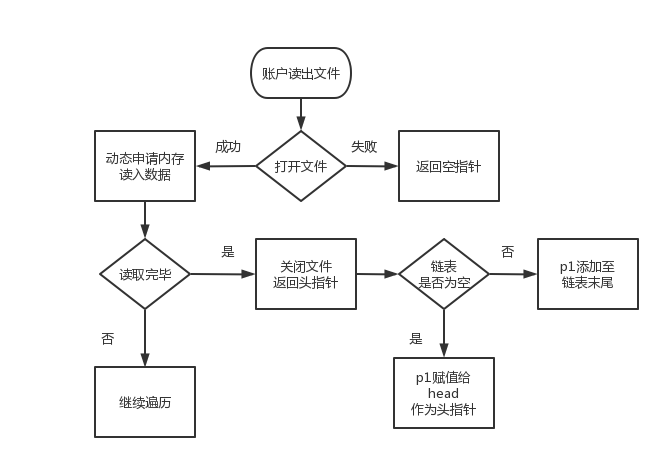 账户读出文件
成功
失败
动态申请内存
读入数据
打开文件
返回空指针
是
否
读取完毕
关闭文件
返回头指针
链表
是否为空
p1添加至
链表末尾
否
是
继续遍历
p1赋值给
head
作为头指针